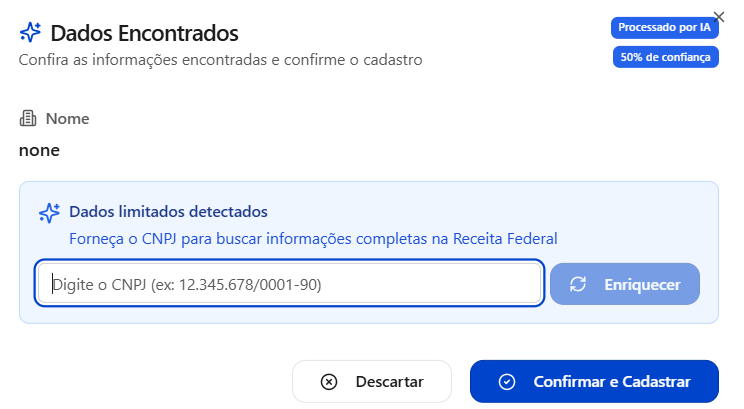 Dados Encontrados
Processado por IA
Confira as informações encontradas e confirme o cadastro
50% de confiança
Nome
none
Dados limitados detectados
Forneça o CNPJ para buscar informações completas na Receita Federal
Digite o CNPJ (ex: 12.345.678/0001-90)
Enriquecer
Descartar
Confirmar e Cadastrar